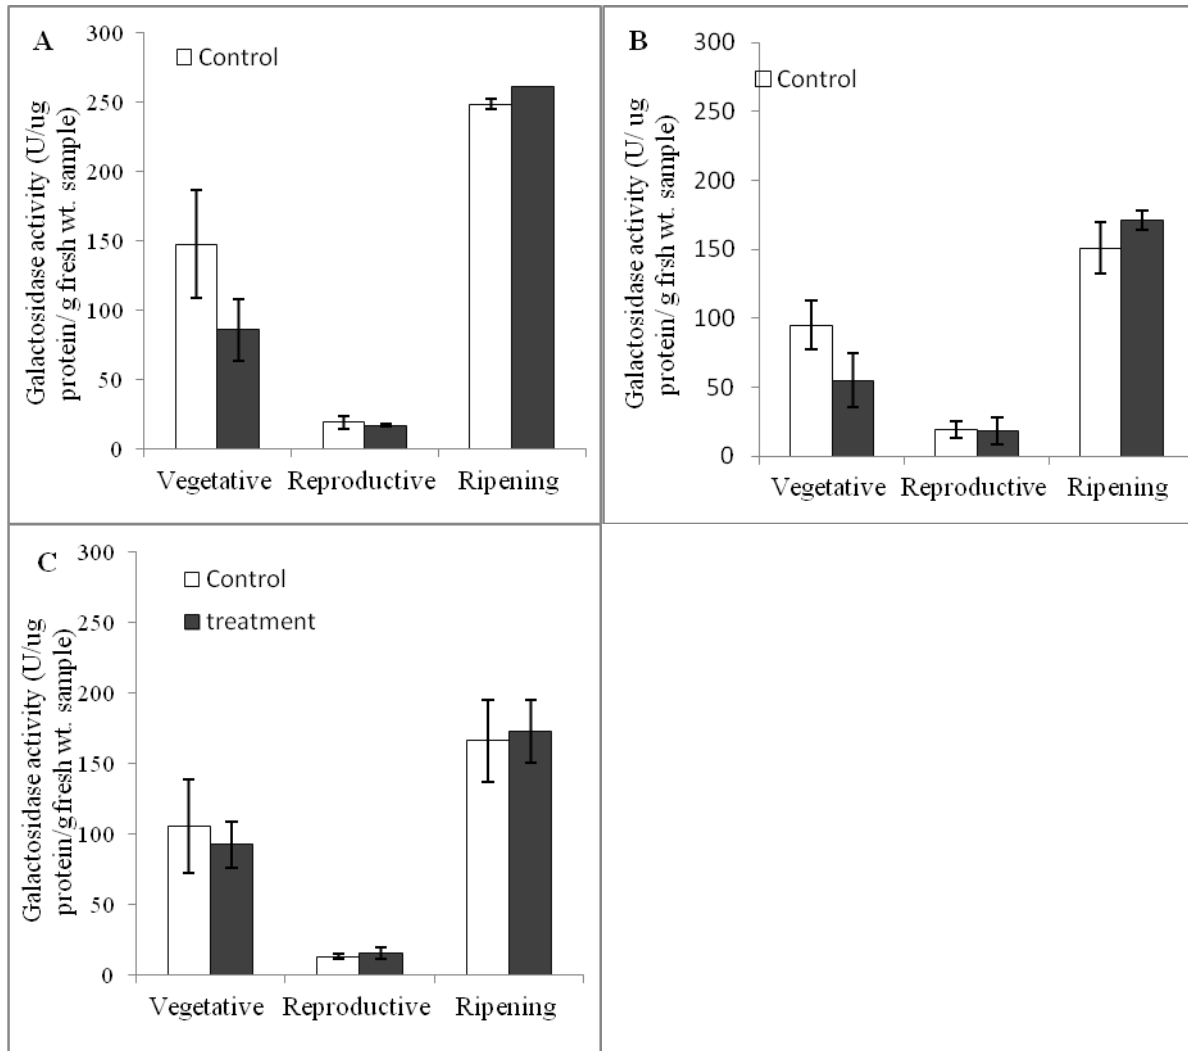 A
Galactosidase activity (U/ug
protein/ g fresh wt. sample)
300
250
200
150
100
50
0
Control
Vegetative Reproductive Ripening
B
Galactosidase activity (U/ ug
protein/ g frsh wt. sample)
300
250
200
150
100
50
0
Control
Vegetative Reproductive Ripening
C
Galactosidase activity (U/ug
protein/g fresh wt. sample)
300
250
200
150
100
50
0
Control
treatment
Vegetative Reproductive Ripening